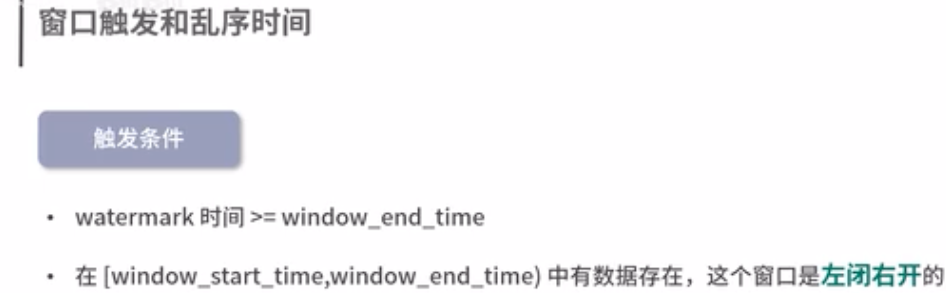 窗口触发和乱序时间
触发条件
• watermark 时间 >= window_end_time
• 在 [window_start_time,window_end_time) 中有数据存在，这个窗口是左闭右开的